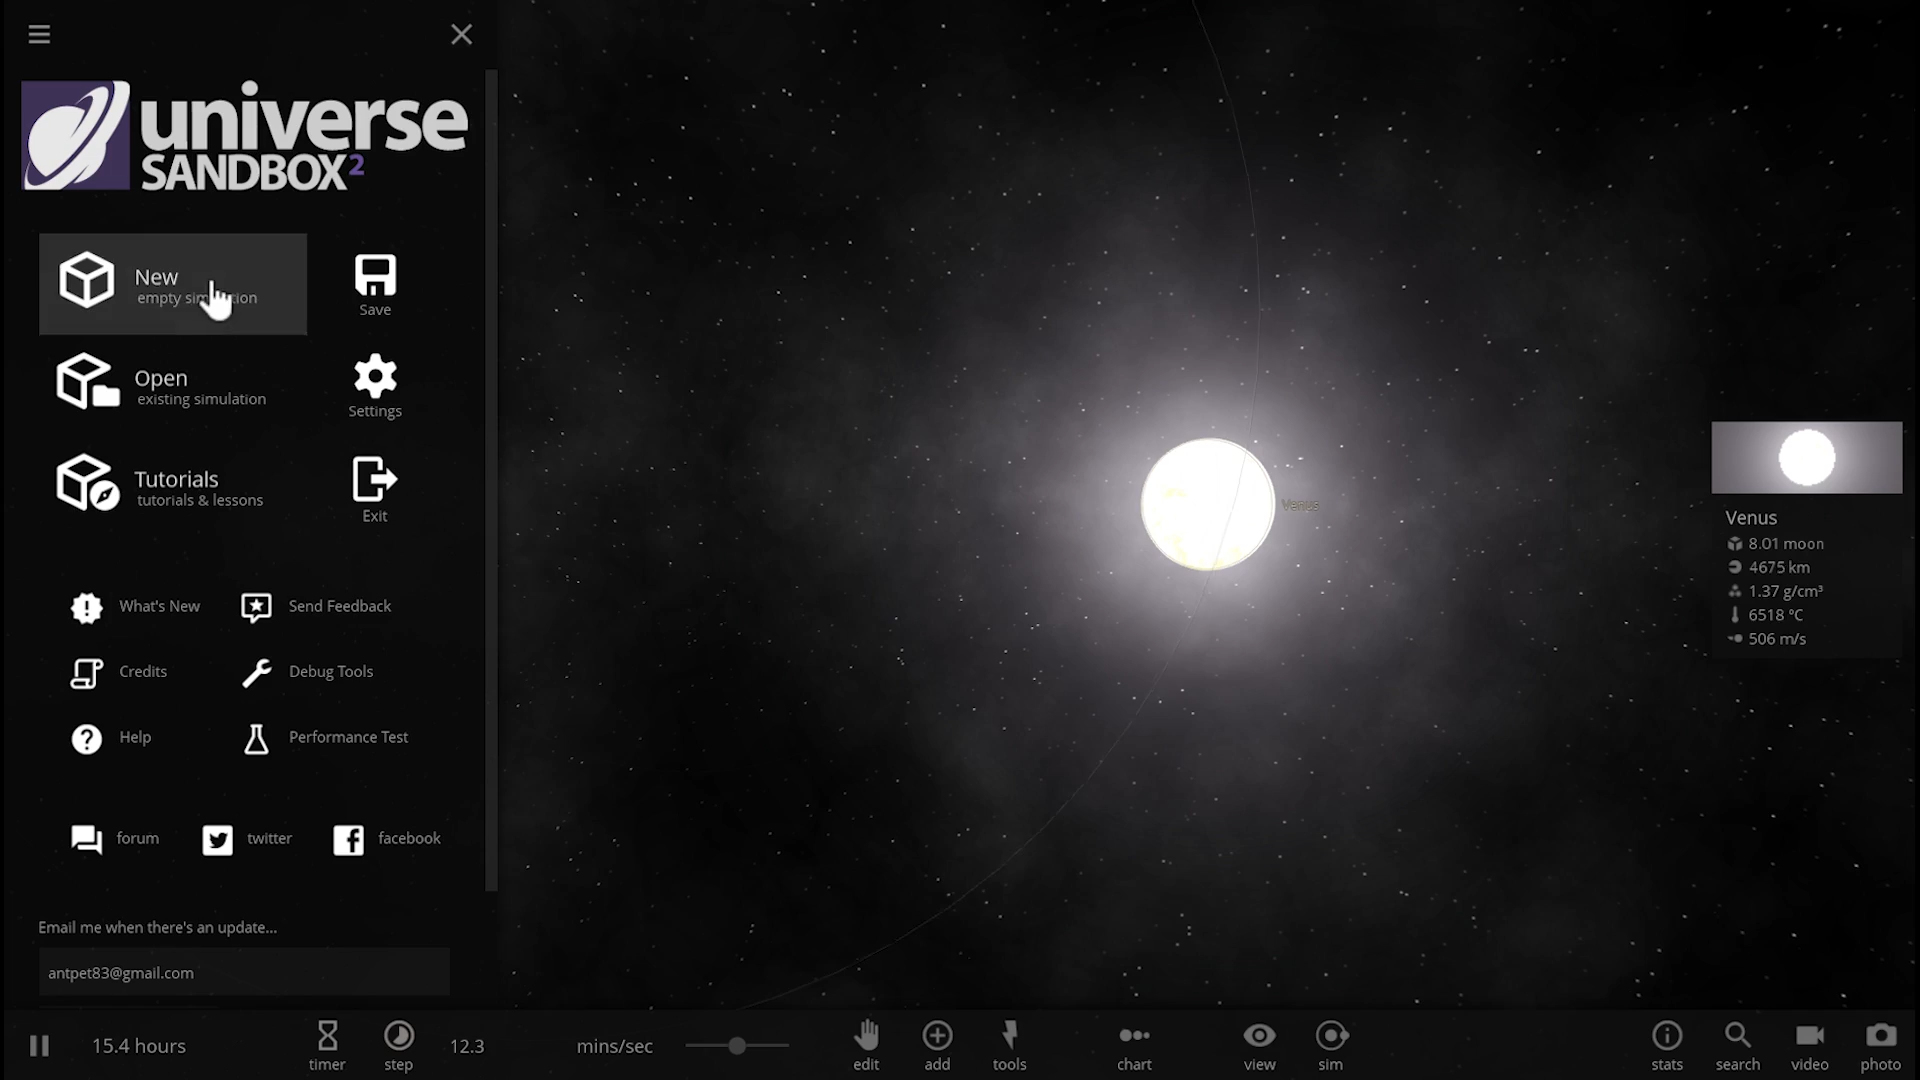 universe
SANDBOX²
New
empty simulation
Save
Open
existing simulation
Settings
Tutorials
tutorials & lessons
Exit
What's New
Send Feedback
Credits
Debug Tools
Help
Performance Test
forum
twitter
facebook
Email me when there's an update...
antpet83@gmail.com
Venus
Venus
8.01 moon
4675 km
1.37 g/cm³
6518 °C
506 m/s
15.4 hours
timer
step
12.3
mins/sec
edit
add
tools
chart
view
sim
stats
search
video
photo